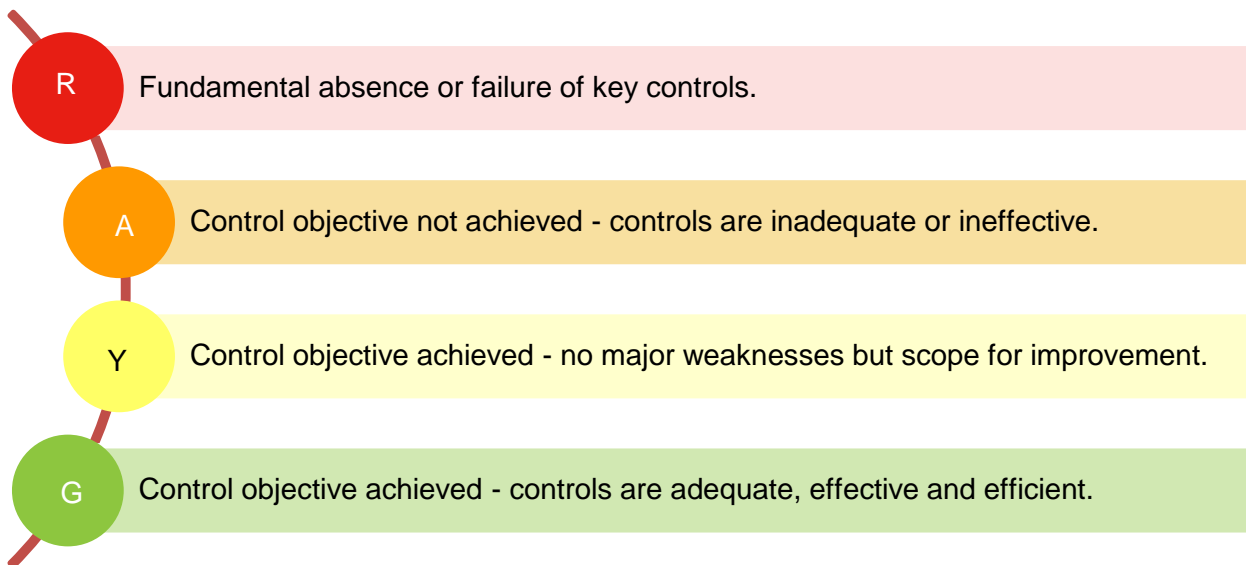 R
Fundamental absence or failure of key controls.
A
Control objective not achieved - controls are inadequate or ineffective.
Y
Control objective achieved - no major weaknesses but scope for improvement.
G
Control objective achieved - controls are adequate, effective and efficient.